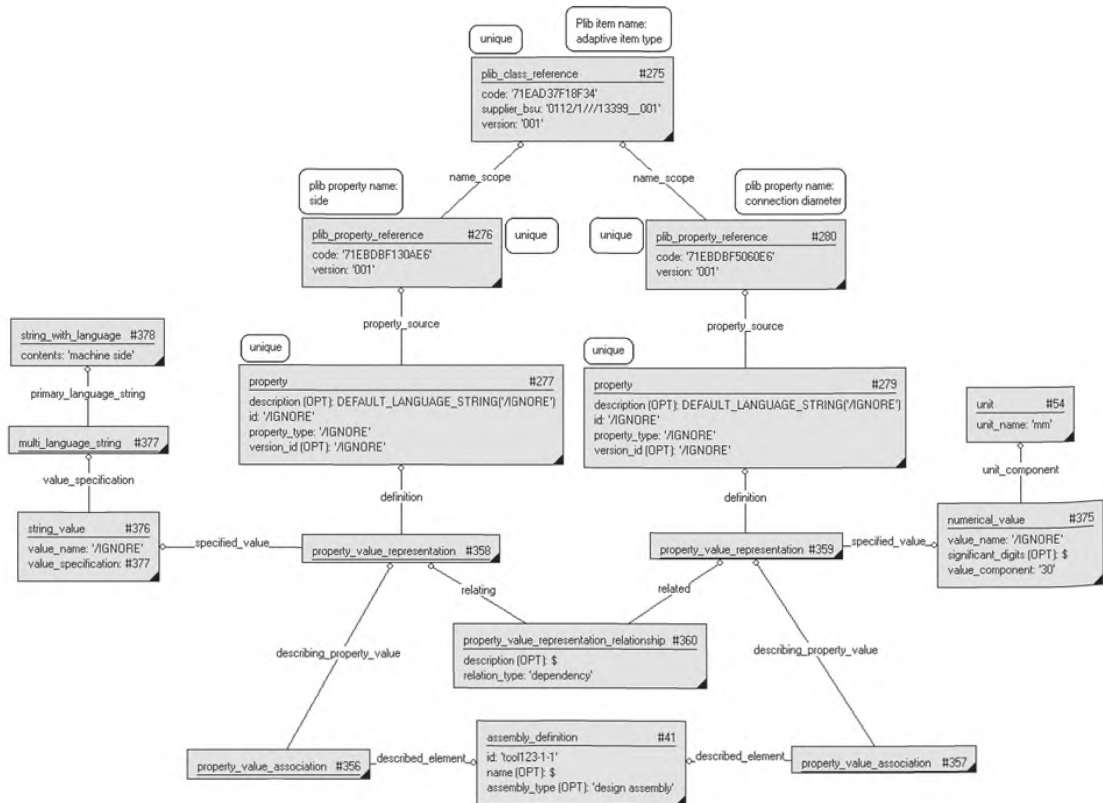 Plib item name:
adaptive item type
unique
plib_class_reference #275
code: '71EAD37F18F34'
supplier_bsu: '0112/1///13399__001'
version: '001'
name_scope
name_scope
plib property name:
side
plib property name:
connection diameter
plib_property_reference #276
code: '71EBDBF130AE6'
version: '001'
unique
unique
plib_property_reference #280
code: '71EBDBF5060E6'
version: '001'
property_source
property_source
string_with_language #378
contents: 'machine side'
primary_language_string
multi_language_string #377
value_specification
string_value #376
value_name: '/IGNORE'
value_specification: #377
unique
property #277
description (OPT): DEFAULT_LANGUAGE_STRING('/IGNORE')
id: '/IGNORE'
property_type: '/IGNORE'
version_id (OPT): '/IGNORE'
unique
property #279
description (OPT): DEFAULT_LANGUAGE_STRING('/IGNORE')
id: '/IGNORE'
property_type: '/IGNORE'
version_id (OPT): '/IGNORE'
unit #54
unit_name: 'mm'
unit_component
numerical_value #375
value_name: '/IGNORE'
significant_digits (OPT): $
value_component: '30'
definition
definition
specified_value
property_value_representation #358
property_value_representation #359
specified_value
relating
related
property_value_representation_relationship #360
description (OPT): $
relation_type: 'dependency'
describing_property_value
describing_property_value
property_value_association #356
described_element
assembly_definition #41
id: 'tool123-1-1'
name (OPT): $
assembly_type (OPT): 'design assembly'
described_element
property_value_association #357